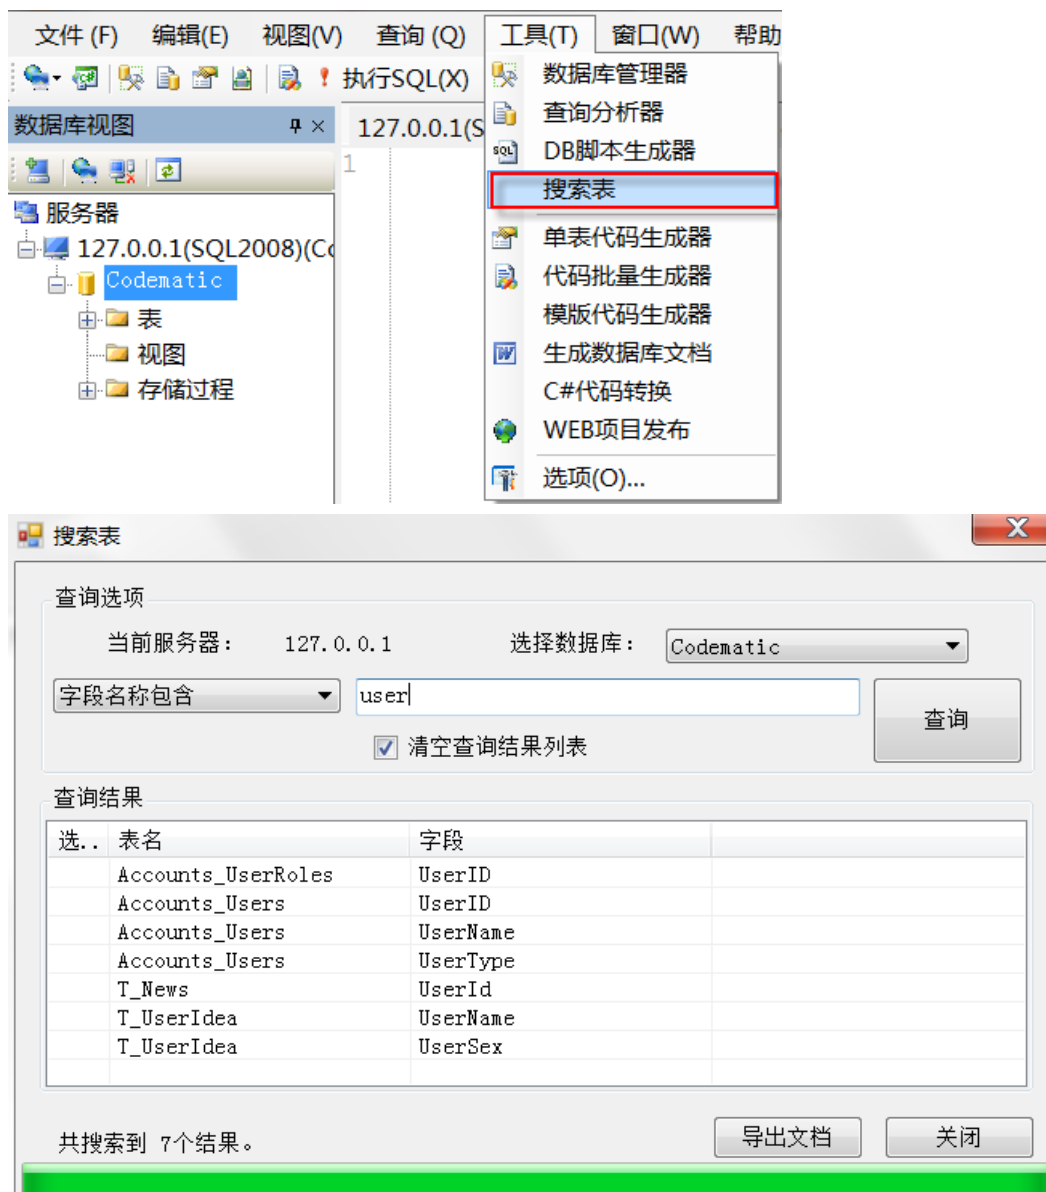 文件 (F) 编辑(E) 视图(V) 查询 (Q) 工具(T) 窗口(W) 帮助
执行SQL(X)
数据库视图
127.0.0.1(S
1
服务器
127.0.0.1(SQL2008)(Co
Codematic
表
视图
存储过程
数据库管理器
查询分析器
SQL DB脚本生成器
搜索表
单表代码生成器
代码批量生成器
模版代码生成器
生成数据库文档
C#代码转换
WEB项目发布
选项(O)...
搜索表
查询选项
当前服务器: 127.0.0.1 选择数据库: Codematic
字段名称包含 user 查询
清空查询结果列表
查询结果
选.. 表名 字段
Accounts_UserRoles UserID
Accounts_Users UserID
Accounts_Users UserName
Accounts_Users UserType
T_News UserId
T_UserIdea UserName
T_UserIdea UserSex
共搜索到 7个结果。 导出文档 关闭